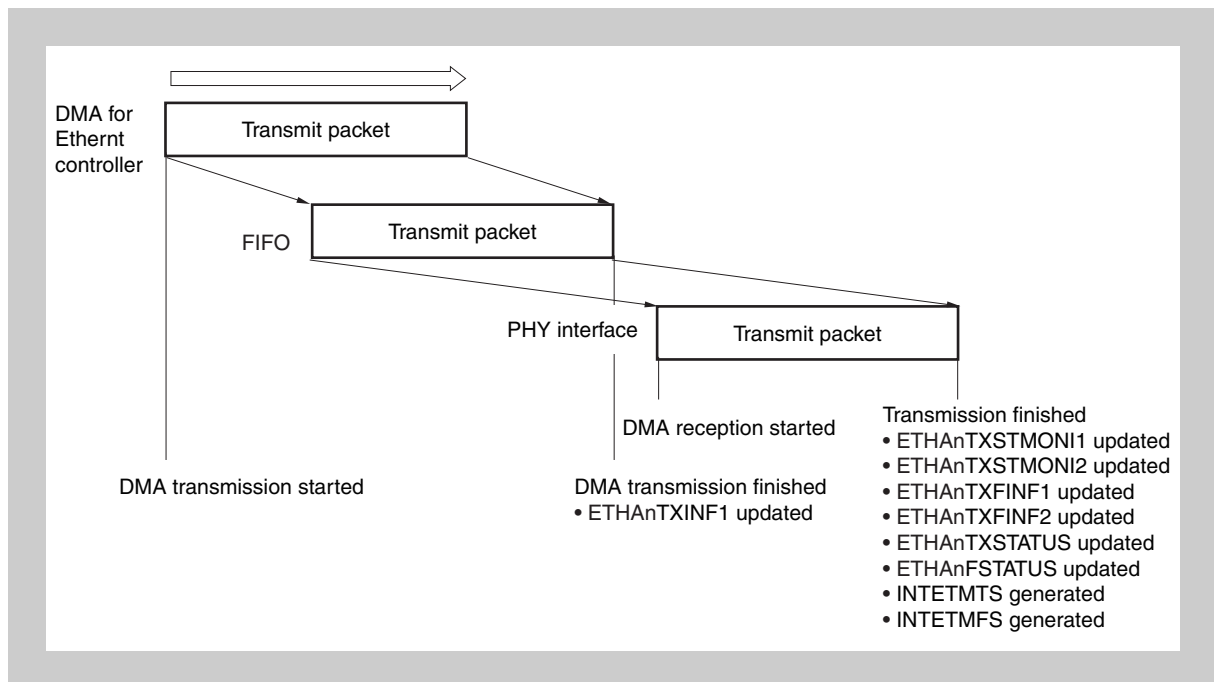 DMA for
Ethernt
controller
Transmit packet
FIFO
Transmit packet
PHY interface
Transmit packet
DMA reception started
DMA transmission started
DMA transmission finished
• ETHAnTXINF1 updated
Transmission finished
• ETHAnTXSTMONI1 updated
• ETHAnTXSTMONI2 updated
• ETHAnTXFINF1 updated
• ETHAnTXFINF2 updated
• ETHAnTXSTATUS updated
• ETHAnFSTATUS updated
• INTETMTS generated
• INTETMFS generated